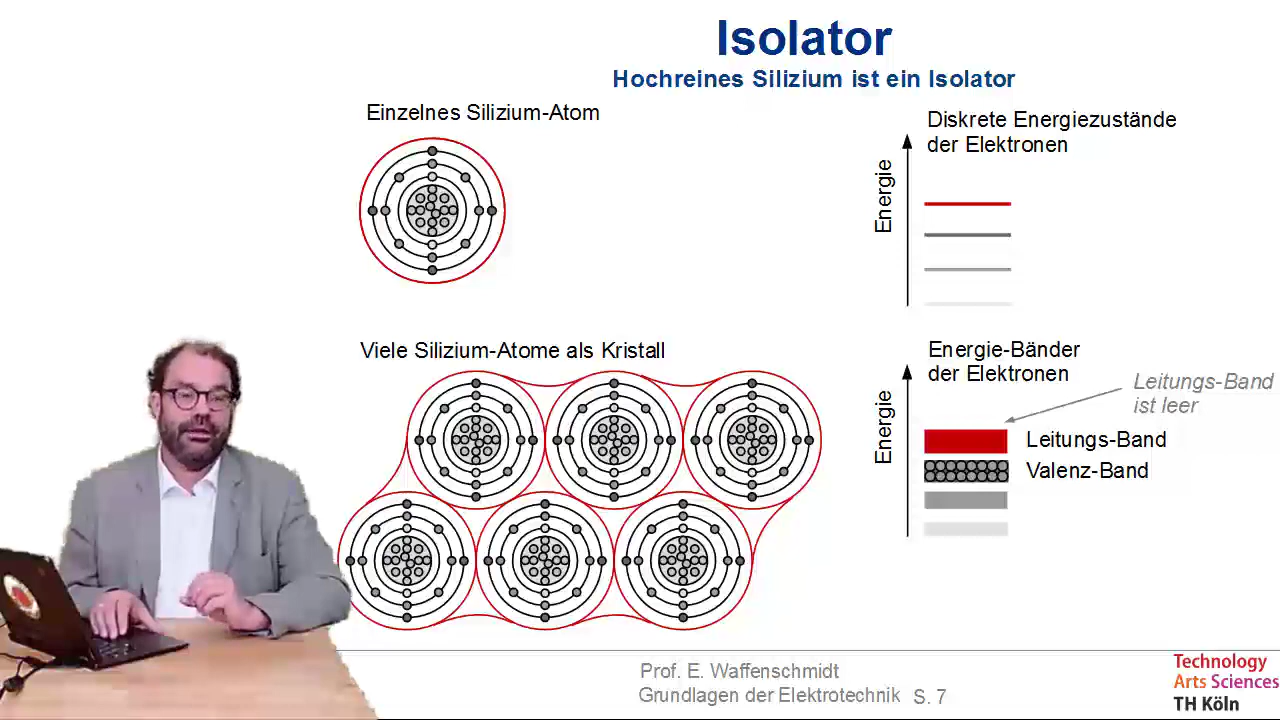 Isolator
Hochreines Silizium ist ein Isolator
Einzelnes Silizium-Atom
Diskrete Energiezustände
der Elektronen
Energie
Viele Silizium-Atome als Kristall
Energie-Bänder
der Elektronen
Leitungs-Band
ist leer
Energie
Leitungs-Band
Valenz-Band
Prof. E. Waffenschmidt
Grundlagen der Elektrotechnik S. 7
Technology
Arts Sciences
TH Köln